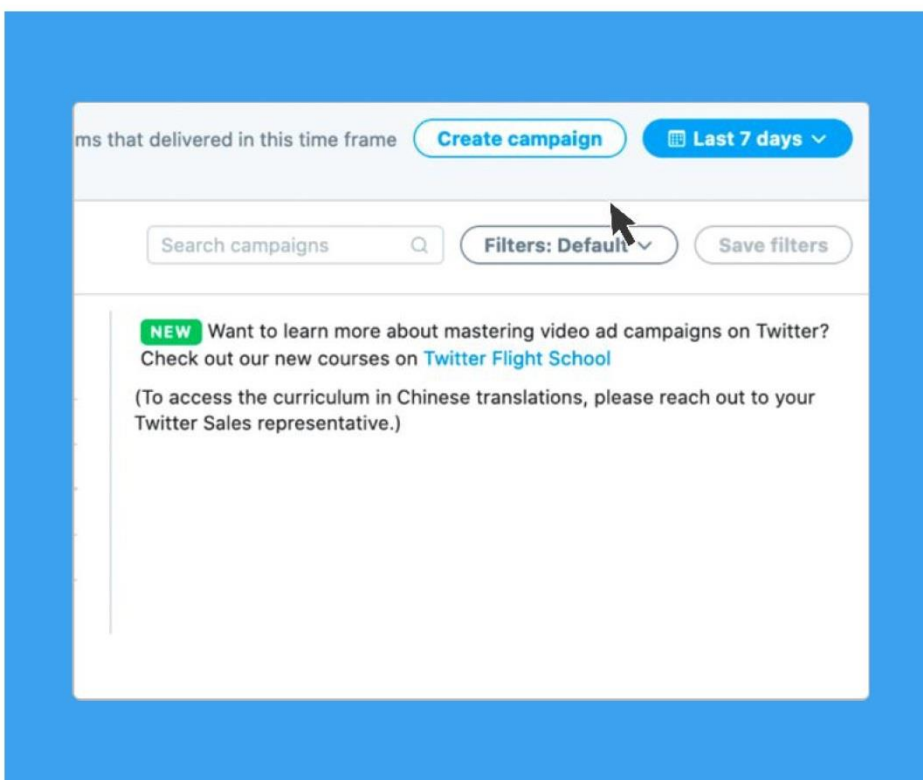 ms that delivered in this time frame Create campaign Last 7 days
Search campaigns Filters: Default Save filters
NEW Want to learn more about mastering video ad campaigns on Twitter?
Check out our new courses on Twitter Flight School
(To access the curriculum in Chinese translations, please reach out to your
Twitter Sales representative.)